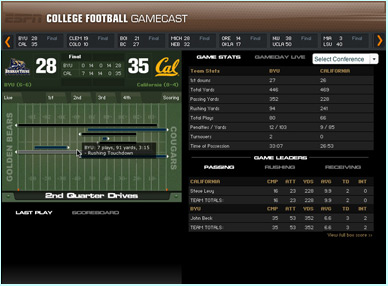 ESPN COLLEGE FOOTBALL GAMECAST
BYU 28 Final
CAL 35
CLEM 19 Final
COLO 10
BOI 21 Final
BC 27
MICH 28 Final
NEB 32
ORE 14 Final
OKLA 17
NW 38 Final
UCLA 50
MIA 3 Final
LSU 40
Select Conference
28 Final 35 Cal
BYU 0 14 0 14 28
CAL 0 14 14
BYU (6-6) California (8-4)
Live 1st 2nd 3rd 4th Scoring
GOLDEN BEARS
COUGARS
BYU: 7 plays, 91 yards, 3:15
- Rushing Touchdown
2nd Quarter Drives
LAST PLAY SCOREBOARD
GAME STATS GAMEDAY LIVE
Team Stats BYU CALIFORNIA
1st downs 27 26
Total Yards 446 469
Passing Yards 352 228
Rushing Yards 94 241
Total Plays 80 66
Penalties / Yards 12 / 103 9 / 85
Turnovers 2 0
Time of Possession 33:07 26:53
GAME LEADERS
PASSING RUSHING RECEIVING
CALIFORNIA CMP ATT YDS AVG TD INT
Steve Levy 16 23 228 9.9 2 0
TEAM TOTALS: 16 23 228 9.9 2 0
BYU CMP ATT YDS AVG TD INT
John Beck 35 53 352 6.6 3 2
TEAM TOTALS: 35 53 352 6.6 3 2
View full box score >>